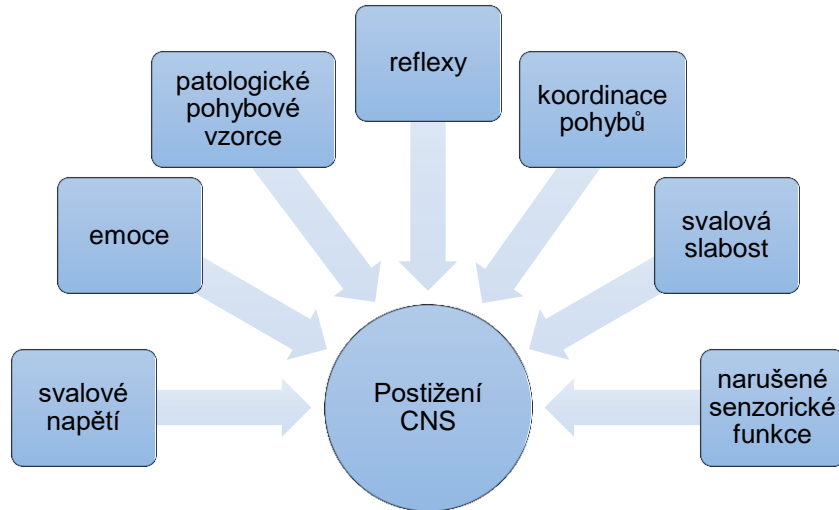 reflexy
patologické
pohybové
vzorce
koordinace
pohybů
emoce
svalová
slabost
svalové
napětí
Postižení
CNS
narušené
senzorické
funkce